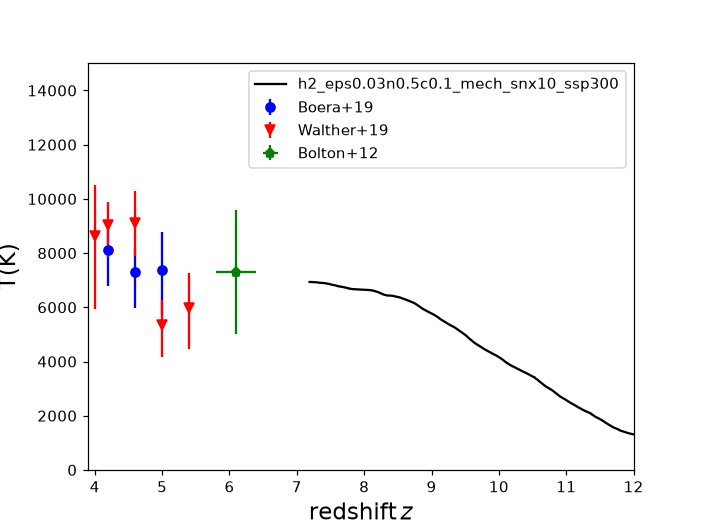 14000
12000
10000
8000
6000
4000
2000
0
T(K)
h2_eps0.03n0.5c0.1_mech_snx10_ssp300
Boera+19
Walther+19
Bolton+12
4 5 6 7 8 9 10 11 12
redshift z